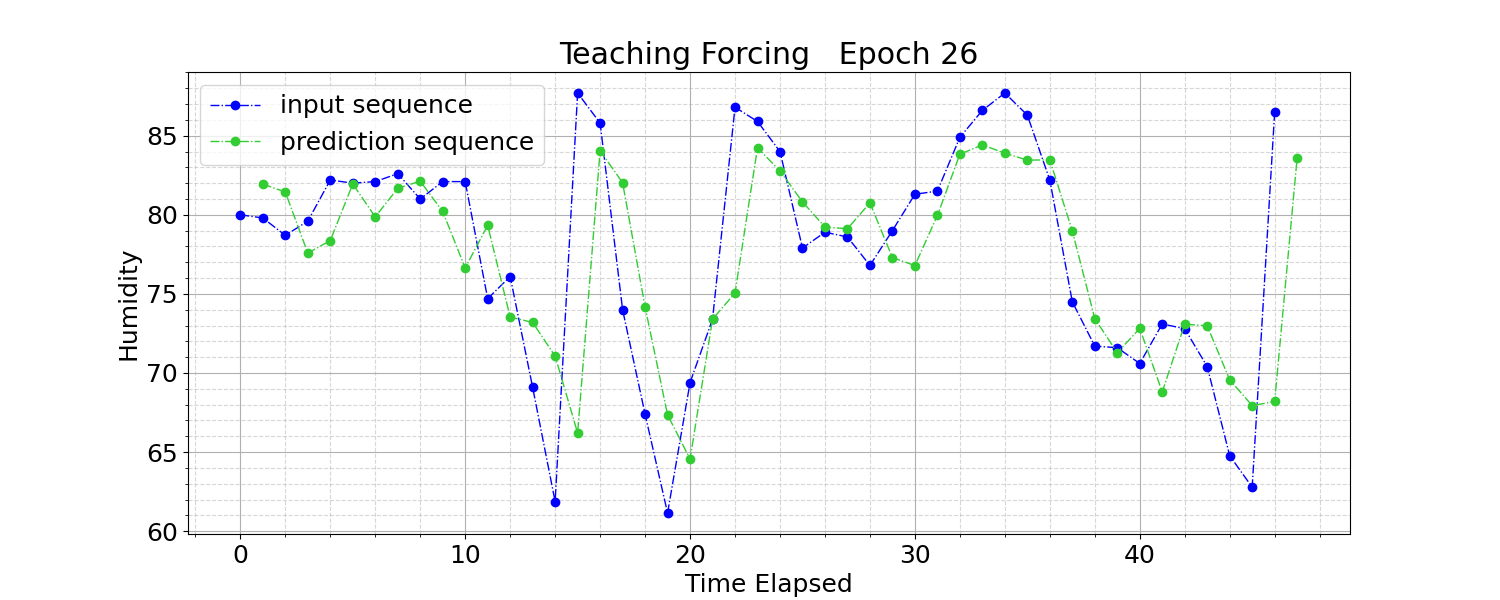 Teaching Forcing   Epoch 26
input sequence
prediction sequence
Humidity
85
80
75
70
65
60
0 10 20 30 40
Time Elapsed